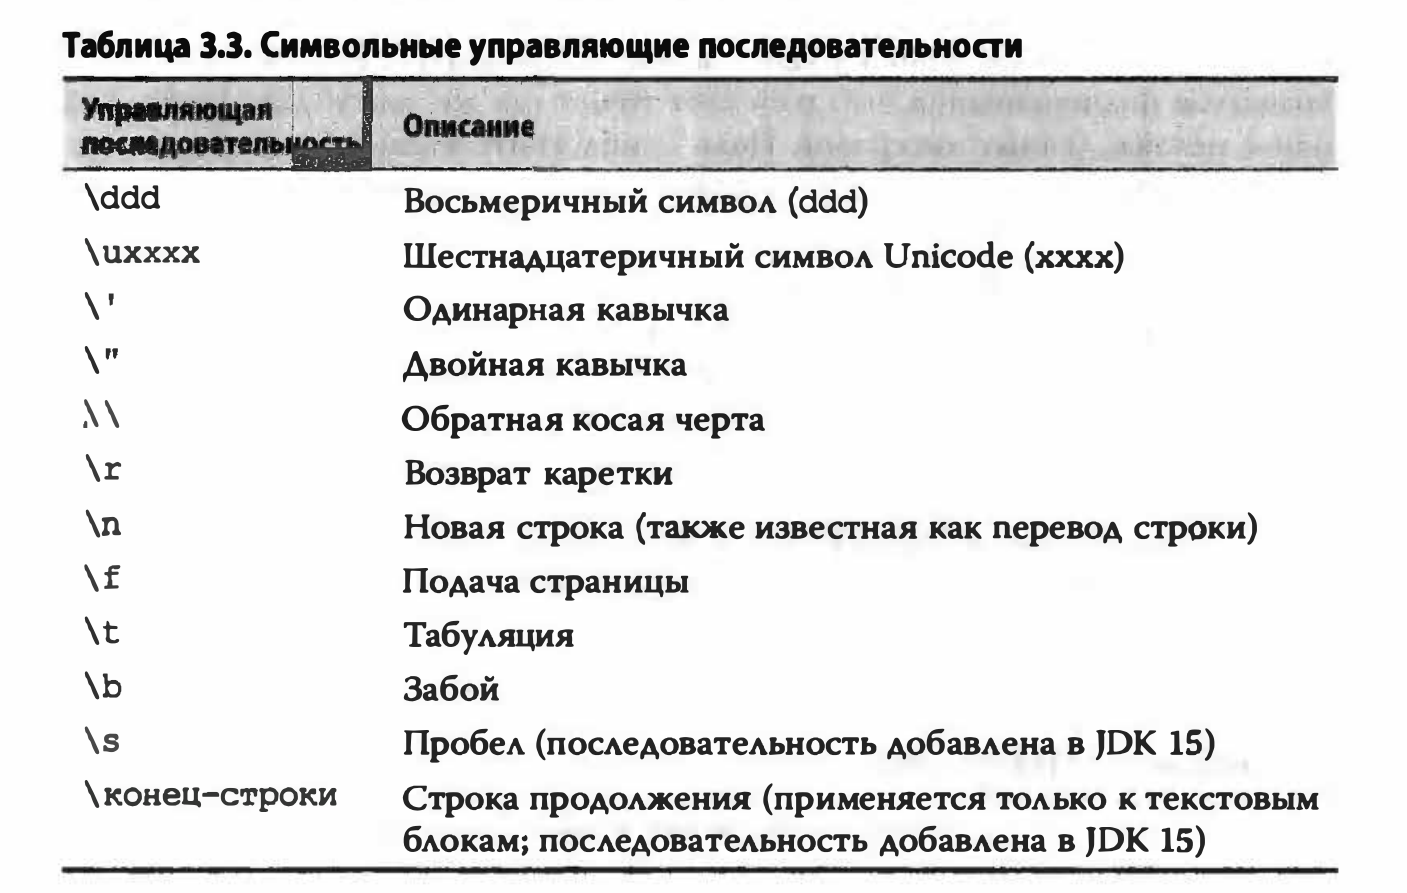 Таблица 3.3. Символьные управляющие последовательности
Управляющая
последовательность
Описание
\ddd Восьмеричный символ (ddd)
\uxxxx Шестнадцатеричный символ Unicode (xxxx)
\' Одинарная кавычка
\" Двойная кавычка
\\ Обратная косая черта
\r Возврат каретки
\n Новая строка (также известная как перевод строки)
\f Подача страницы
\t Табуляция
\b Забой
\s Пробел (последовательность добавлена в JDK 15)
\конец-строки Строка продолжения (применяется только к текстовым
блокам; последовательность добавлена в JDK 15)